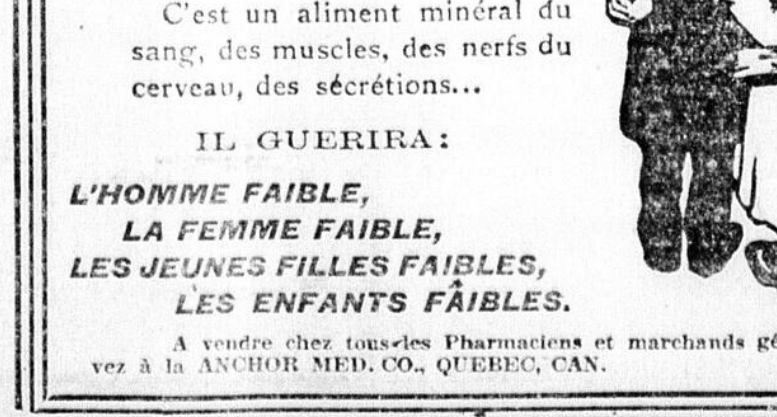 C'est un aliment minéral du
sang, des muscles, des nerfs du
cerveau, des sécrétions...
IL GUERIRA:
L'HOMME FAIBLE,
LA FEMME FAIBLE,
LES JEUNES FILLES FAIBLES,
LES ENFANTS FAIBLES.
A vendre chez tous les Pharmaciens et marchands gé
vez à la ANCHOR MED. CO., QUEBEC, CAN.